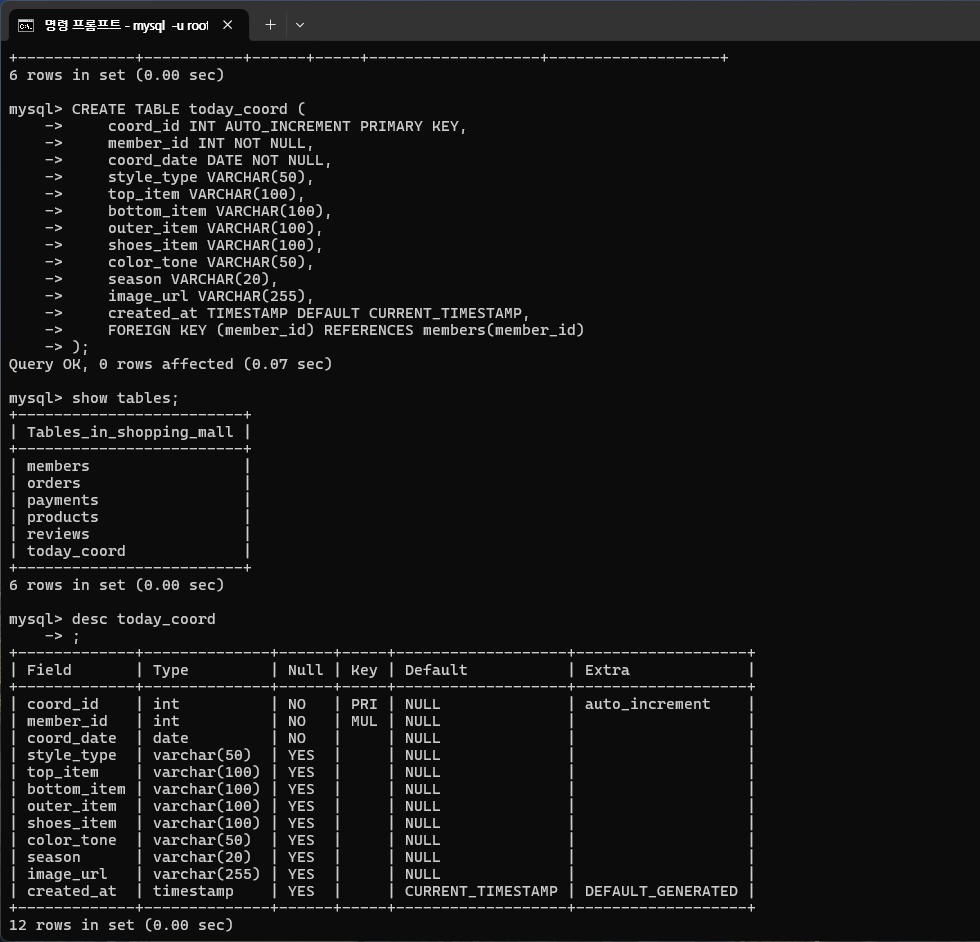 명령 프롬프트 - mysql -u root
+-------------+-----------+------+-----+-------------------+-------------------+
6 rows in set (0.00 sec)
mysql> CREATE TABLE today_coord (
    ->     coord_id INT AUTO_INCREMENT PRIMARY KEY,
    ->     member_id INT NOT NULL,
    ->     coord_date DATE NOT NULL,
    ->     style_type VARCHAR(50),
    ->     top_item VARCHAR(100),
    ->     bottom_item VARCHAR(100),
    ->     outer_item VARCHAR(100),
    ->     shoes_item VARCHAR(100),
    ->     color_tone VARCHAR(50),
    ->     season VARCHAR(20),
    ->     image_url VARCHAR(255),
    ->     created_at TIMESTAMP DEFAULT CURRENT_TIMESTAMP,
    ->     FOREIGN KEY (member_id) REFERENCES members(member_id)
    -> );
Query OK, 0 rows affected (0.07 sec)
mysql> show tables;
+-------------------------+
| Tables_in_shopping_mall |
+-------------------------+
| members                 |
| orders                  |
| payments                |
| products                |
| reviews                 |
| today_coord             |
+-------------------------+
6 rows in set (0.00 sec)
mysql> desc today_coord
    -> ;
+-------------+--------------+------+-----+-------------------+-------------------+
| Field       | Type         | Null | Key | Default           | Extra             |
+-------------+--------------+------+-----+-------------------+-------------------+
| coord_id    | int          | NO   | PRI | NULL              | auto_increment    |
| member_id   | int          | NO   | MUL | NULL              |                   |
| coord_date  | date         | NO   |     | NULL              |                   |
| style_type  | varchar(50)  | YES  |     | NULL              |                   |
| top_item    | varchar(100) | YES  |     | NULL              |                   |
| bottom_item | varchar(100) | YES  |     | NULL              |                   |
| outer_item  | varchar(100) | YES  |     | NULL              |                   |
| shoes_item  | varchar(100) | YES  |     | NULL              |                   |
| color_tone  | varchar(50)  | YES  |     | NULL              |                   |
| season      | varchar(20)  | YES  |     | NULL              |                   |
| image_url   | varchar(255) | YES  |     | NULL              |                   |
| created_at  | timestamp    | YES  |     | CURRENT_TIMESTAMP | DEFAULT_GENERATED |
+-------------+--------------+------+-----+-------------------+-------------------+
12 rows in set (0.00 sec)